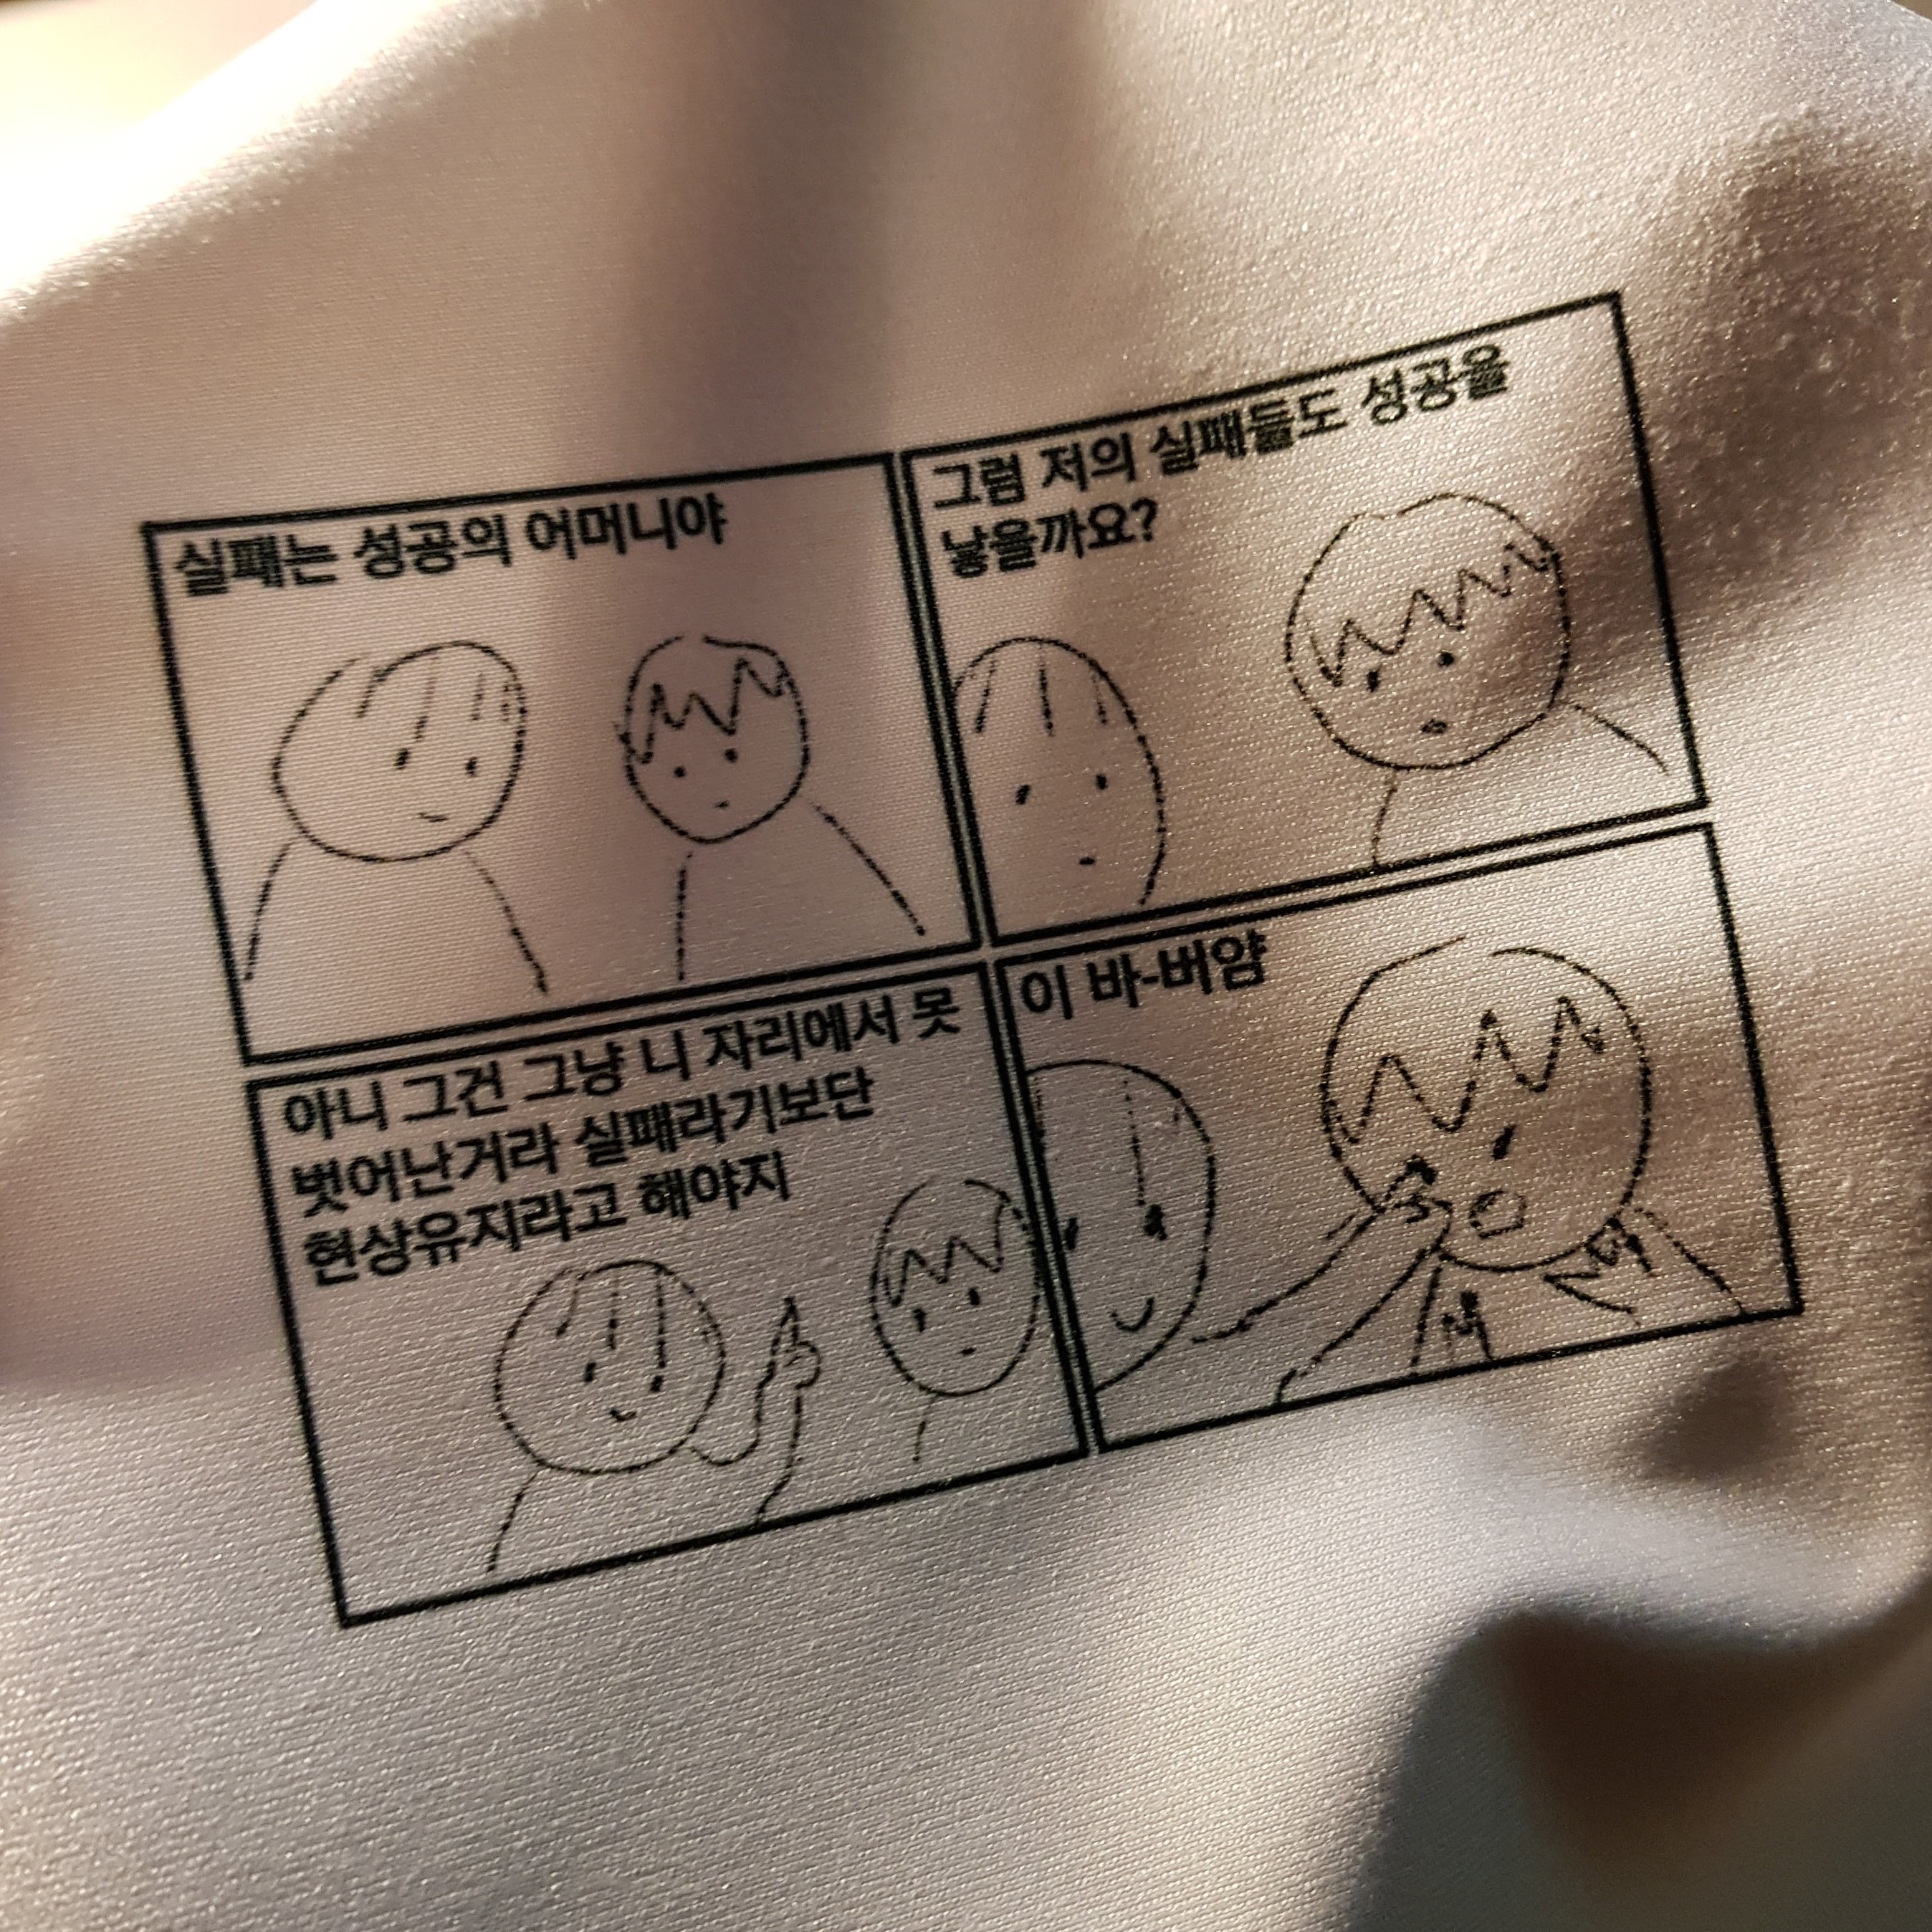 실패는 성공의 어머니야
그럼 저의 실패들도 성공을
낳을까요?
아니 그건 그냥 니 자리에서 못
벗어난거라 실패라기보단
현상유지라고 해야지
이 바-버얌